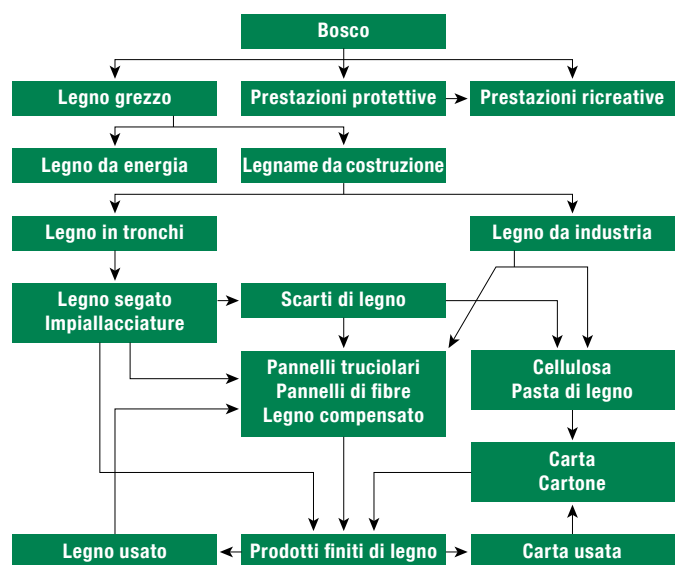 Bosco
Legno grezzo
Prestazioni protettive
Prestazioni ricreative
Legno da energia
Legname da costruzione
Legno in tronchi
Legno da industria
Legno segato
Impiallacciature
Scarti di legno
Pannelli truciolari
Pannelli di fibre
Legno compensato
Cellulosa
Pasta di legno
Carta
Cartone
Legno usato
Prodotti finiti di legno
Carta usata